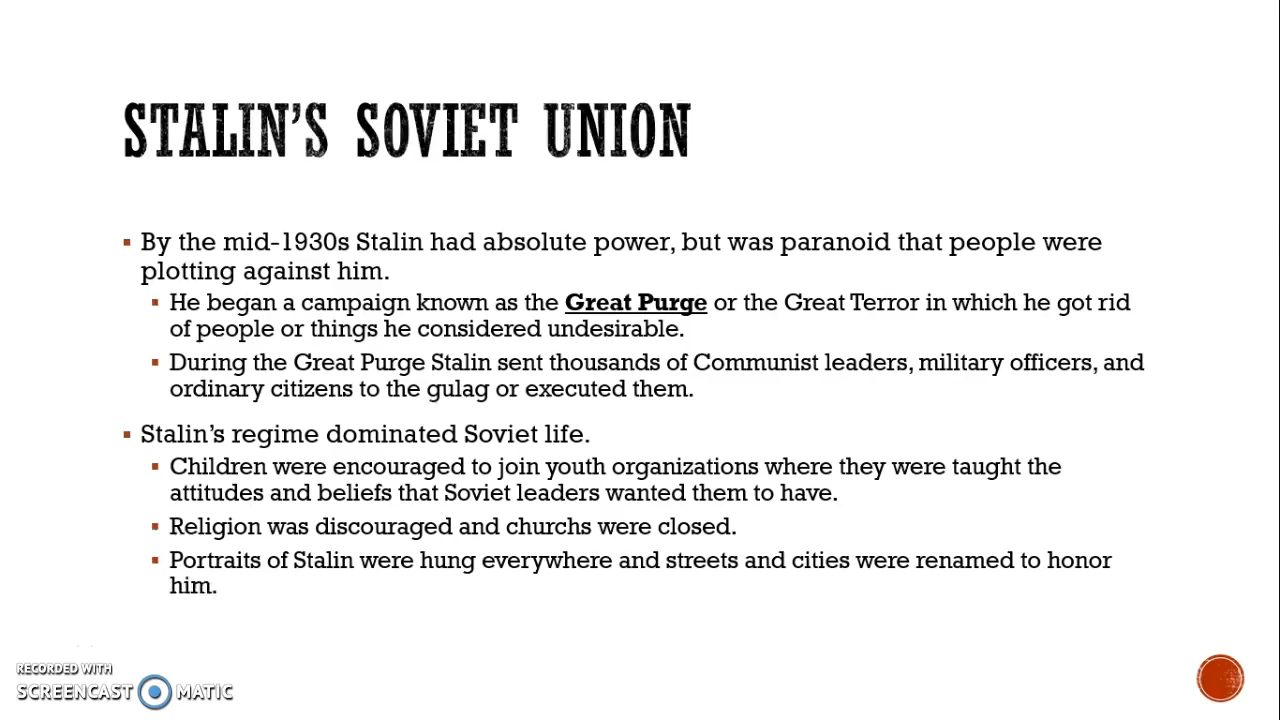 STALIN'S SOVIET UNION
▪ By the mid-1930s Stalin had absolute power, but was paranoid that people were
plotting against him.
▪ He began a campaign known as the Great Purge or the Great Terror in which he got rid
of people or things he considered undesirable.
▪ During the Great Purge Stalin sent thousands of Communist leaders, military officers, and
ordinary citizens to the gulag or executed them.
▪ Stalin's regime dominated Soviet life.
▪ Children were encouraged to join youth organizations where they were taught the
attitudes and beliefs that Soviet leaders wanted them to have.
▪ Religion was discouraged and churchs were closed.
▪ Portraits of Stalin were hung everywhere and streets and cities were renamed to honor
him.
RECORDED WITH
SCREENCAST MATIC